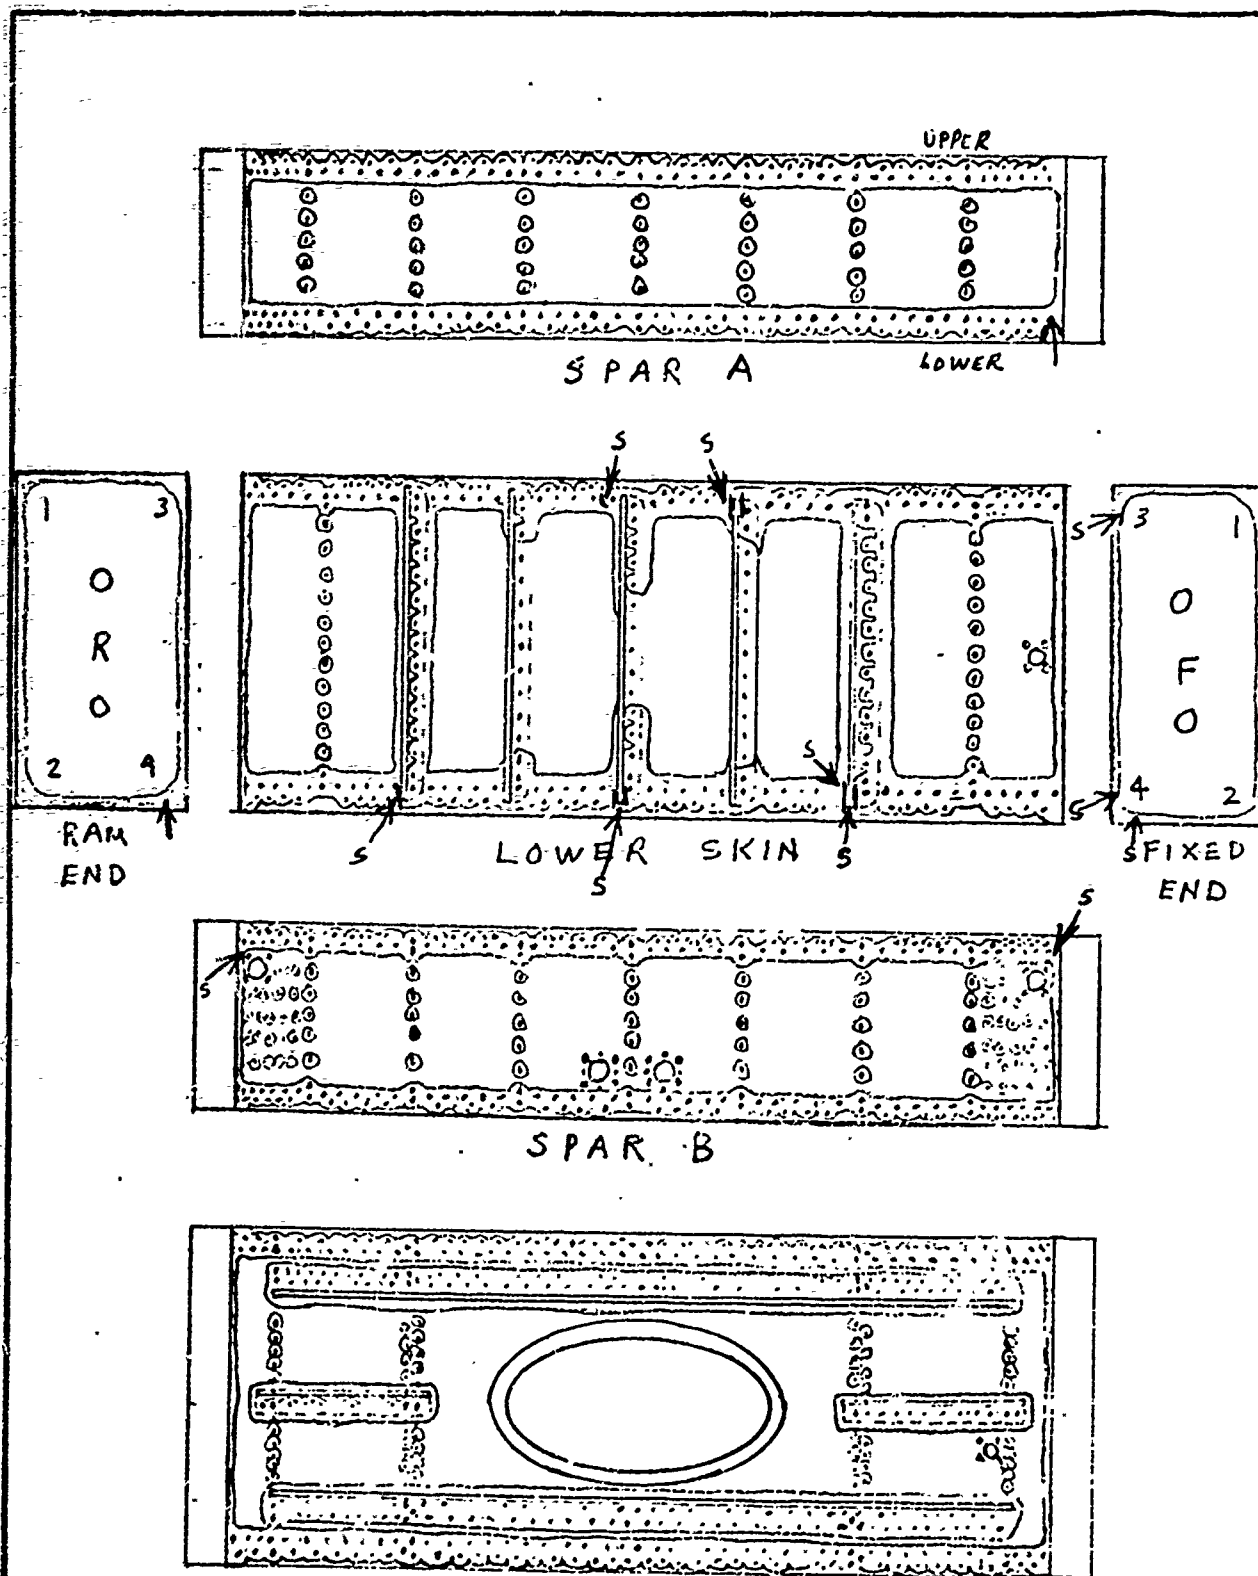 UPPER
LOWER
SPAR A
S S
1 3
O
R
O
2 4
RAM
END
S 3 1
O
F
O
S 4 2
S FIXED
END
S
S S S
LOWER SKIN
S
S
SPAR B